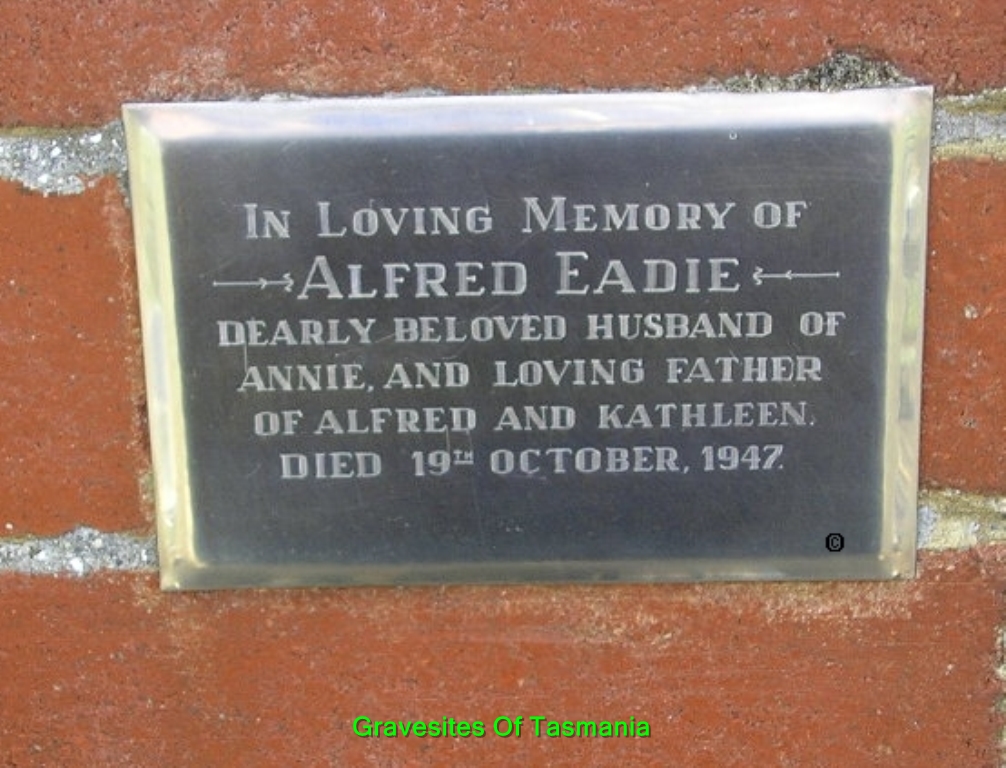 In Loving Memory of
Alfred Eadie
DEARLY BELOVED HUSBAND OF
ANNIE, AND LOVING FATHER
OF ALFRED AND KATHLEEN.
DIED 19TH OCTOBER, 1947.
©
Gravesites Of Tasmania